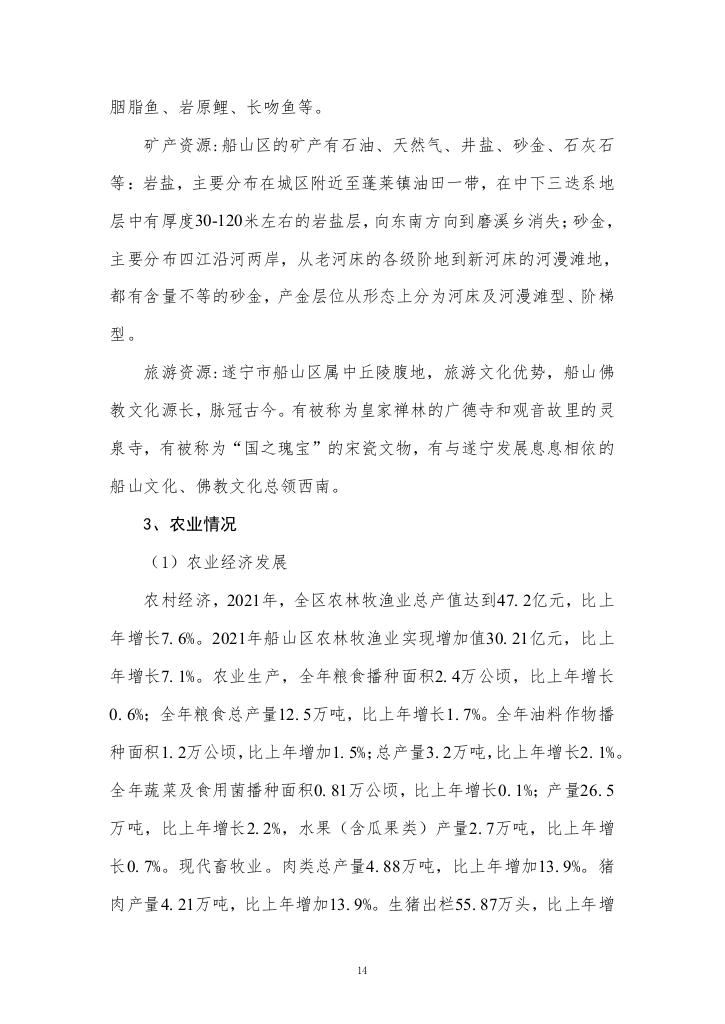 胭脂鱼、岩原鲤、长吻鱼等。
矿产资源:船山区的矿产有石油、天然气、井盐、砂金、石灰石
等：岩盐，主要分布在城区附近至蓬莱镇油田一带，在中下三迭系地
层中有厚度30-120米左右的岩盐层,向东南方向到磨溪乡消失;砂金，
主要分布四江沿河两岸，从老河床的各级阶地到新河床的河漫滩地，
都有含量不等的砂金，产金层位从形态上分为河床及河漫滩型、阶梯
型。
旅游资源:遂宁市船山区属中丘陵腹地，旅游文化优势，船山佛
教文化源长，脉冠古今。有被称为皇家禅林的广德寺和观音故里的灵
泉寺，有被称为“国之瑰宝”的宋瓷文物，有与遂宁发展息息相依的
船山文化、佛教文化总领西南。
3、农业情况
（1）农业经济发展
农村经济，2021年，全区农林牧渔业总产值达到47.2亿元，比上
年增长7.6%。2021年船山区农林牧渔业实现增加值30.21亿元，比上
年增长7.1%。农业生产，全年粮食播种面积2.4万公顷，比上年增长
0.6%；全年粮食总产量12.5万吨，比上年增长1.7%。全年油料作物播
种面积1.2万公顷,比上年增加1.5%;总产量3.2万吨,比上年增长2.1%。
全年蔬菜及食用菌播种面积0.81万公顷，比上年增长0.1%；产量26.5
万吨，比上年增长2.2%，水果（含瓜果类）产量2.7万吨，比上年增
长0.7%。现代畜牧业。肉类总产量4.88万吨，比上年增加13.9%。猪
肉产量4.21万吨，比上年增加13.9%。生猪出栏55.87万头，比上年增
14